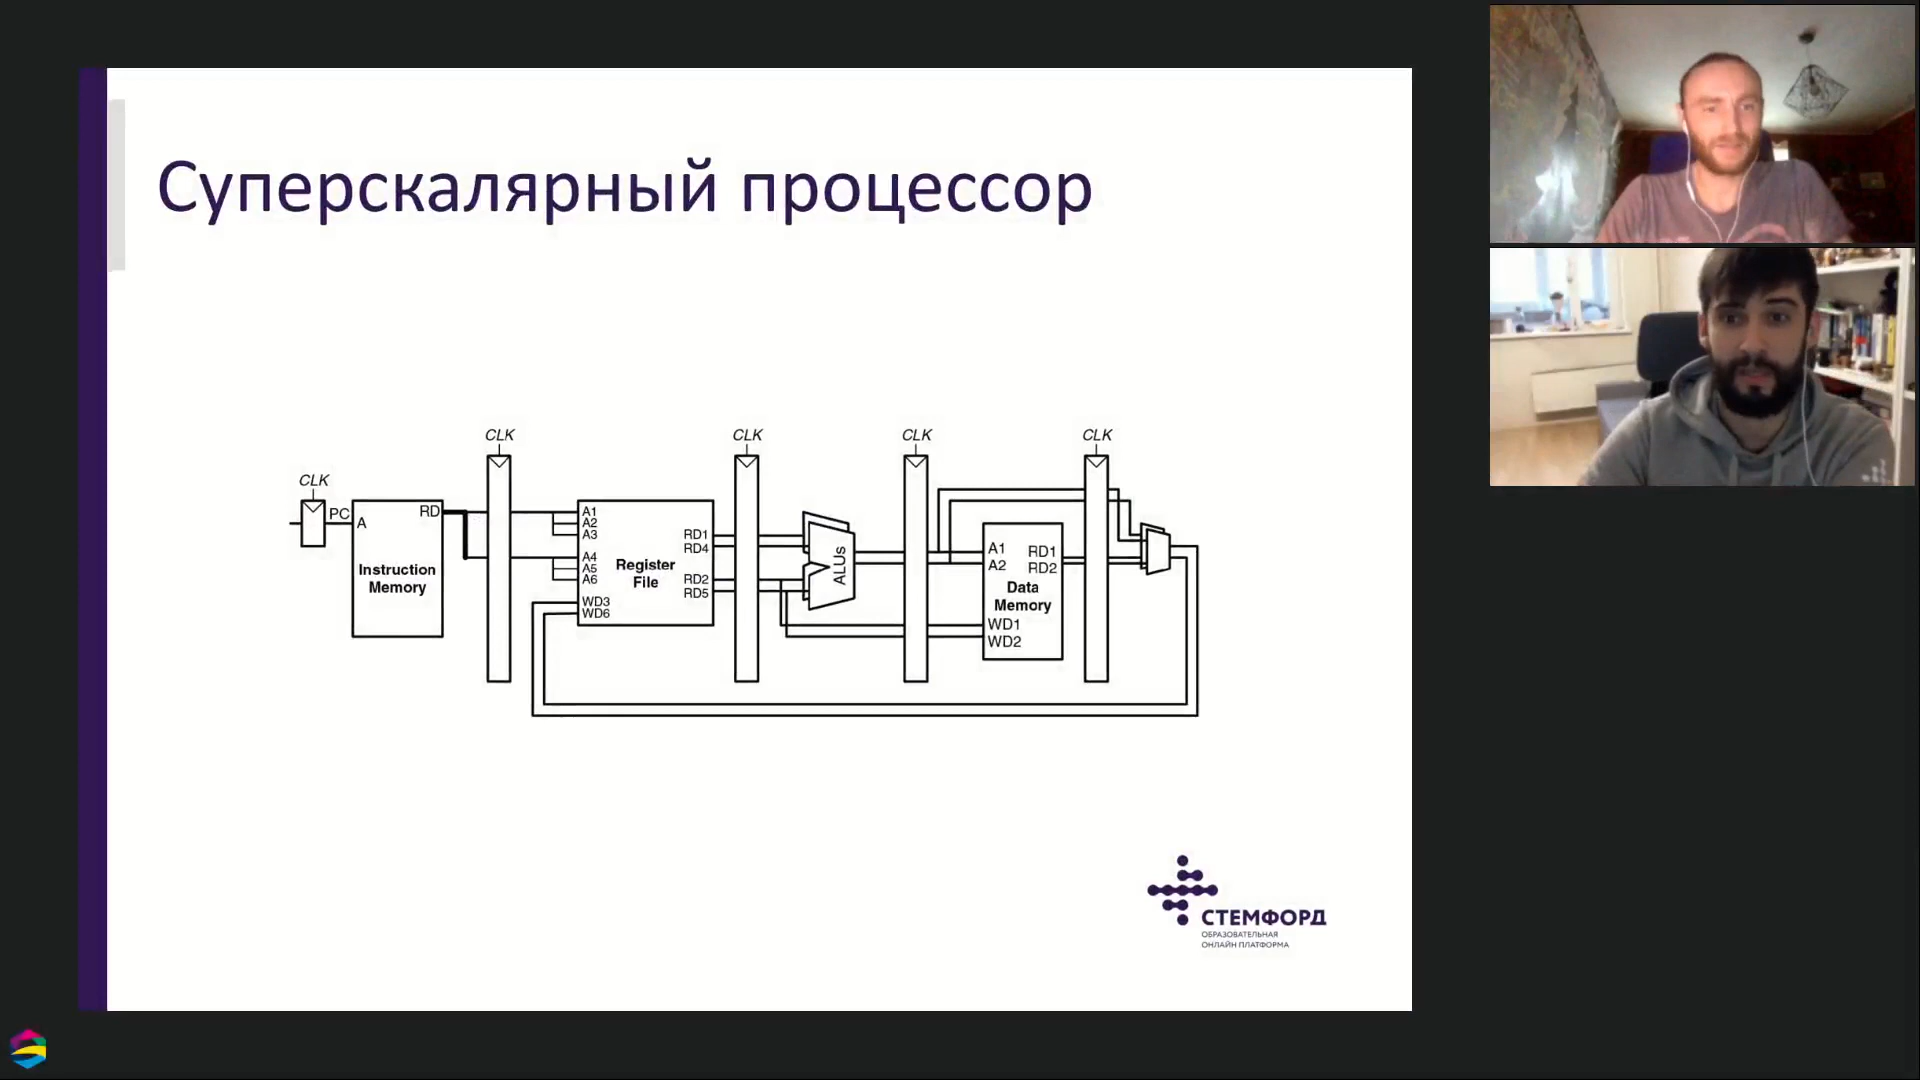 Суперскалярный процессор
CLK
CLK
CLK
CLK
CLK
PC
A
RD
Instruction
Memory
A1
A2
A3
A4
A5
A6
WD3
WD6
Register
File
RD1
RD4
RD2
RD5
ALUs
A1
A2
RD1
RD2
Data
Memory
WD1
WD2
СТЕМФОРД
ОБРАЗОВАТЕЛЬНАЯ
ОНЛАЙН ПЛАТФОРМА